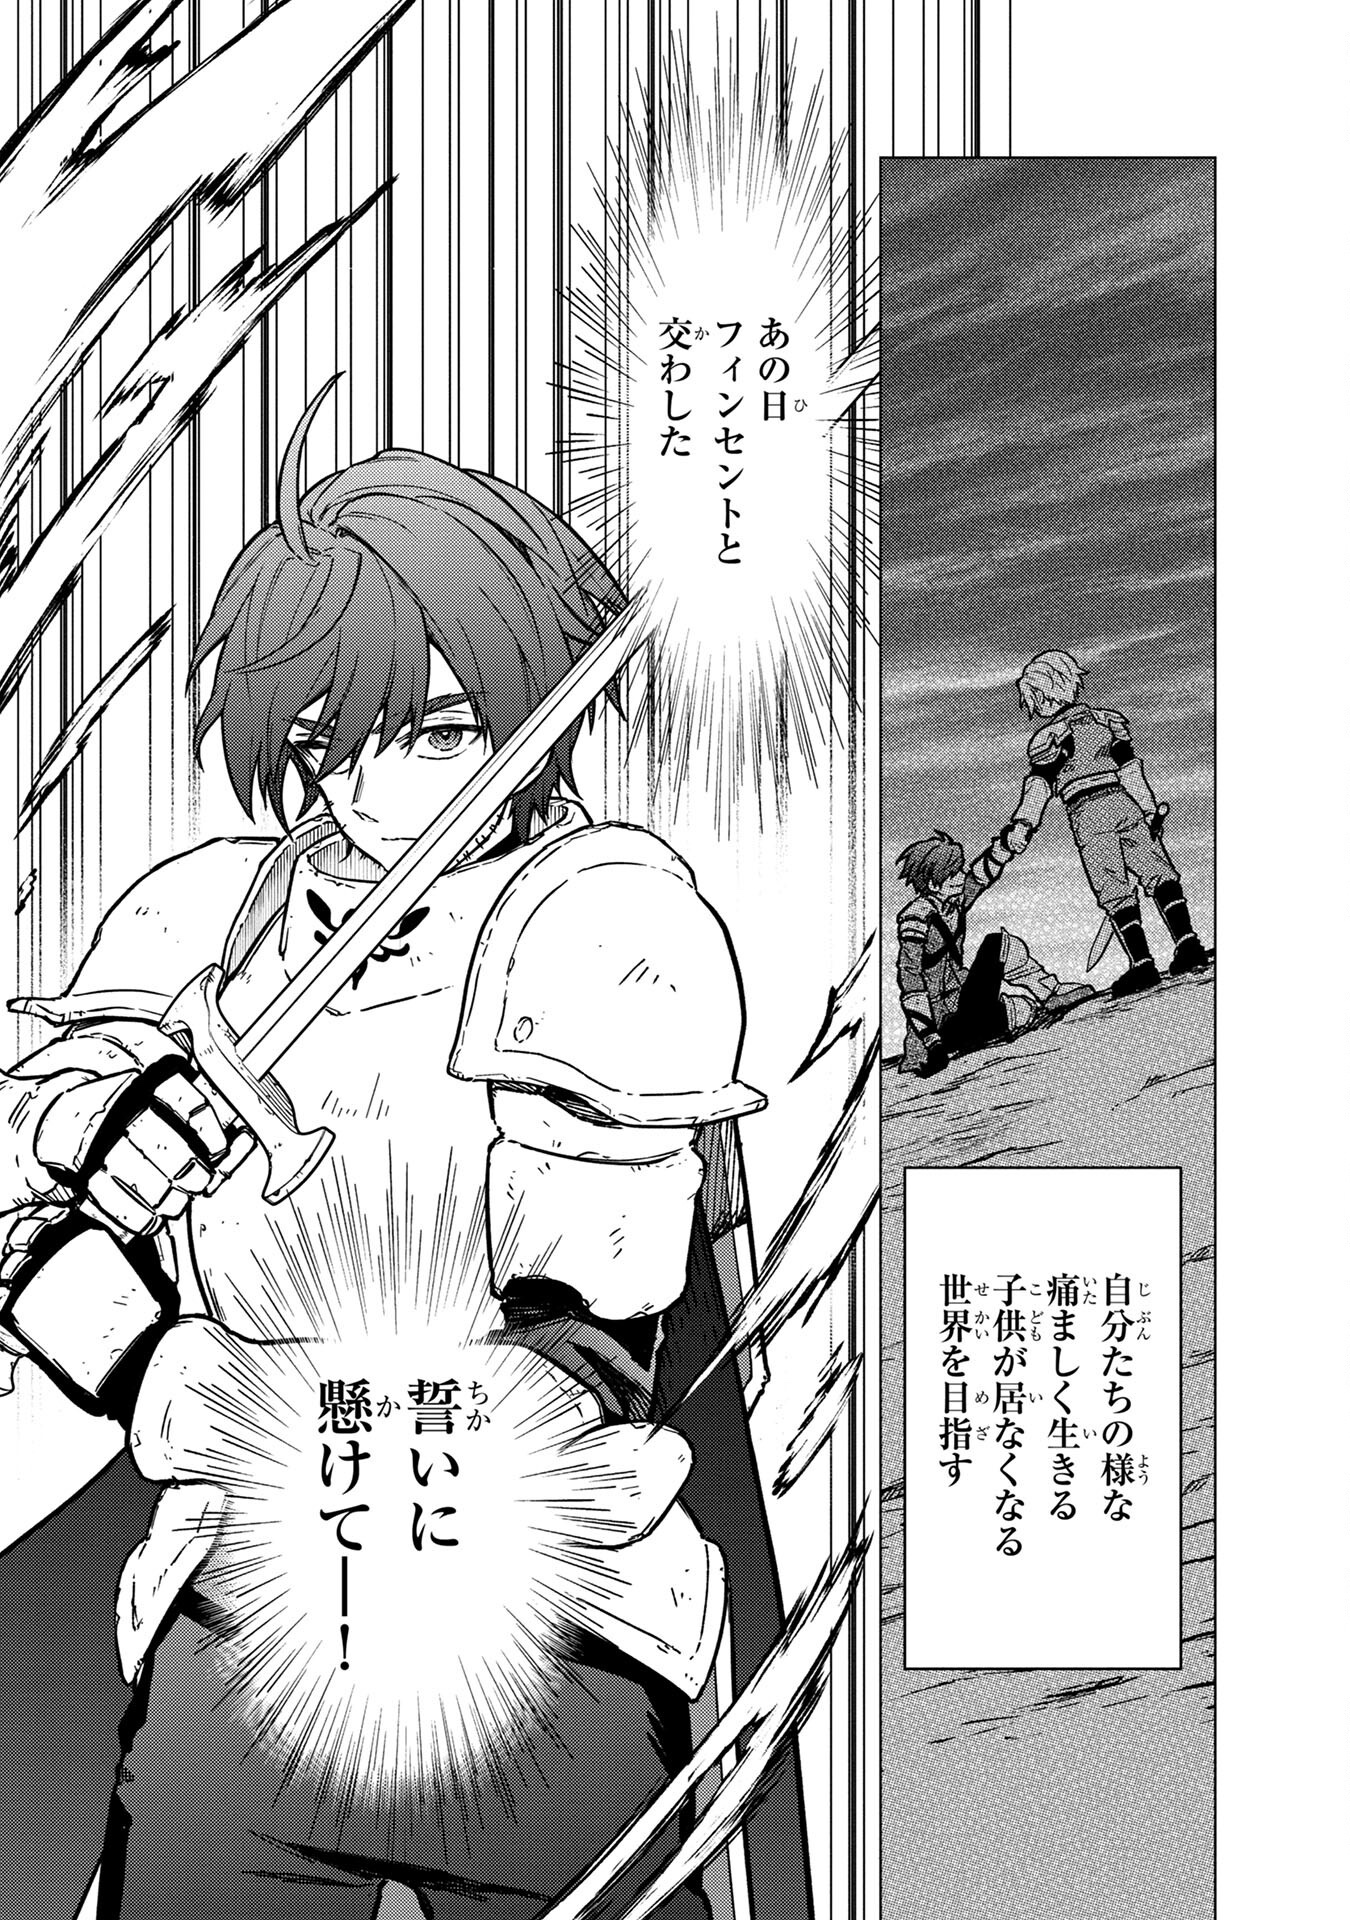 自分たちの様な
痛ましく生きる
子供が居なくなる
世界を目指す
あの日
フィンセントと
交わした
誓いに
懸けて──！